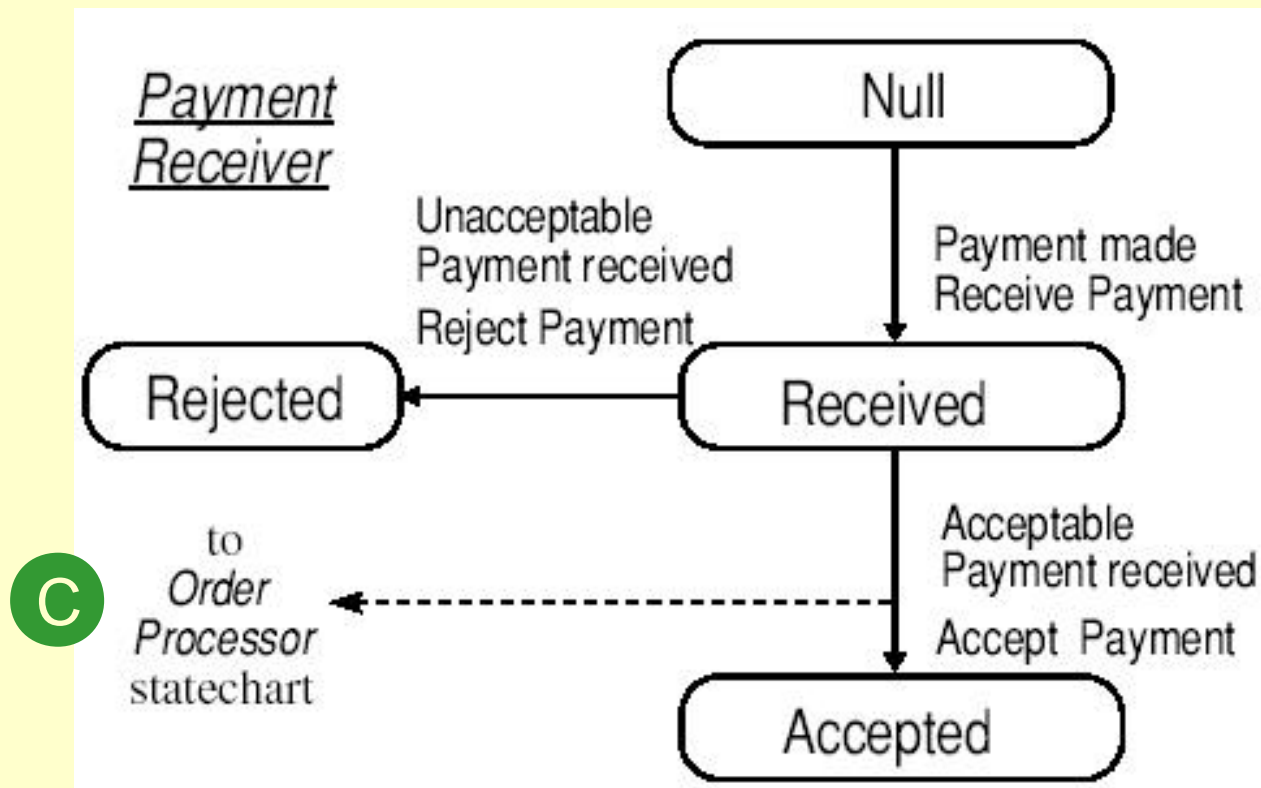 Payment
Receiver
Null
Unacceptable
Payment received
Reject Payment
Payment made
Receive Payment
Rejected
Received
to
Order
Processor
statechart
C
Acceptable
Payment received
Accept Payment
Accepted